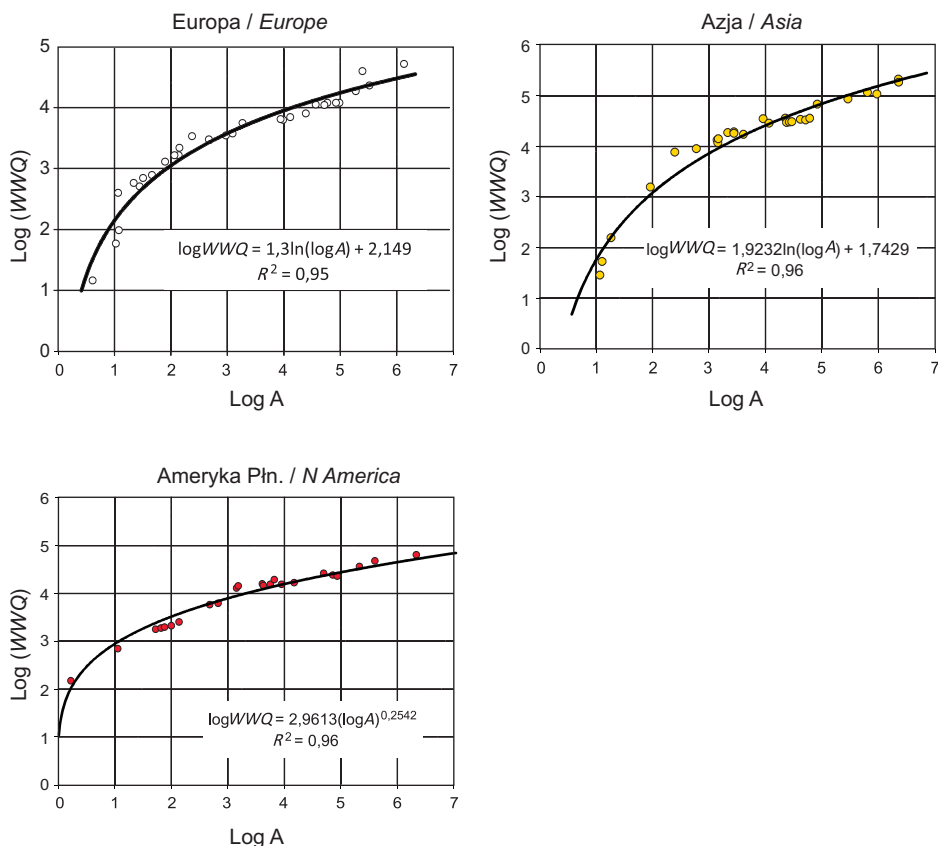 Europa / Europe
5
4
3
2
1
0
Log (WWQ)
logWWQ = 1,3ln(logA) + 2,149
R² = 0,95
0 1 2 3 4 5 6 7
Log A
Azja / Asia
6
5
4
3
2
1
0
Log (WWQ)
logWWQ = 1,9232ln(logA) + 1,7429
R² = 0,96
0 1 2 3 4 5 6 7
Log A
Ameryka Płn. / N America
6
5
4
3
2
1
0
Log (WWQ)
logWWQ = 2,9613(logA)^0,2542
R² = 0,96
0 1 2 3 4 5 6 7
Log A